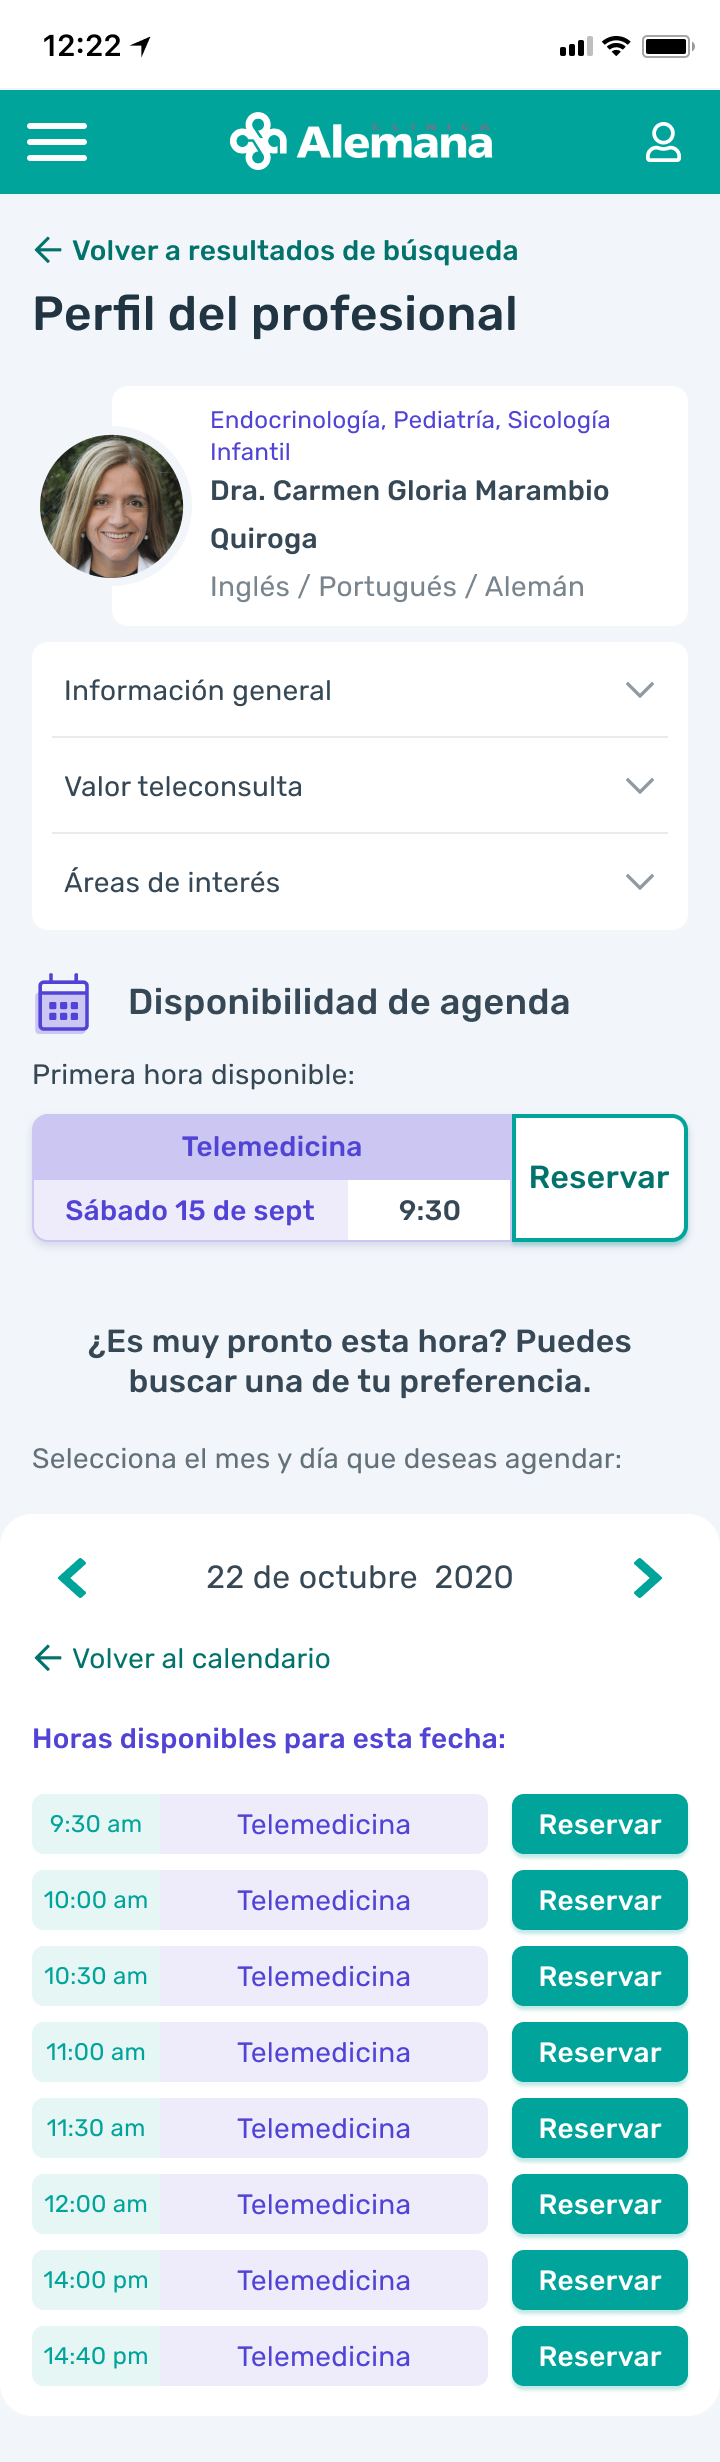 12:22
CLINICA
Alemana
Volver a resultados de búsqueda
Perfil del profesional
Endocrinología, Pediatría, Sicología
Infantil
Dra. Carmen Gloria Marambio
Quiroga
Inglés / Portugués / Alemán
Información general
Valor teleconsulta
Áreas de interés
Disponibilidad de agenda
Primera hora disponible:
Telemedicina
Sábado 15 de sept 9:30
Reservar
¿Es muy pronto esta hora? Puedes
buscar una de tu preferencia.
Selecciona el mes y día que deseas agendar:
22 de octubre 2020
Volver al calendario
Horas disponibles para esta fecha:
9:30 am Telemedicina Reservar
10:00 am Telemedicina Reservar
10:30 am Telemedicina Reservar
11:00 am Telemedicina Reservar
11:30 am Telemedicina Reservar
12:00 am Telemedicina Reservar
14:00 pm Telemedicina Reservar
14:40 pm Telemedicina Reservar